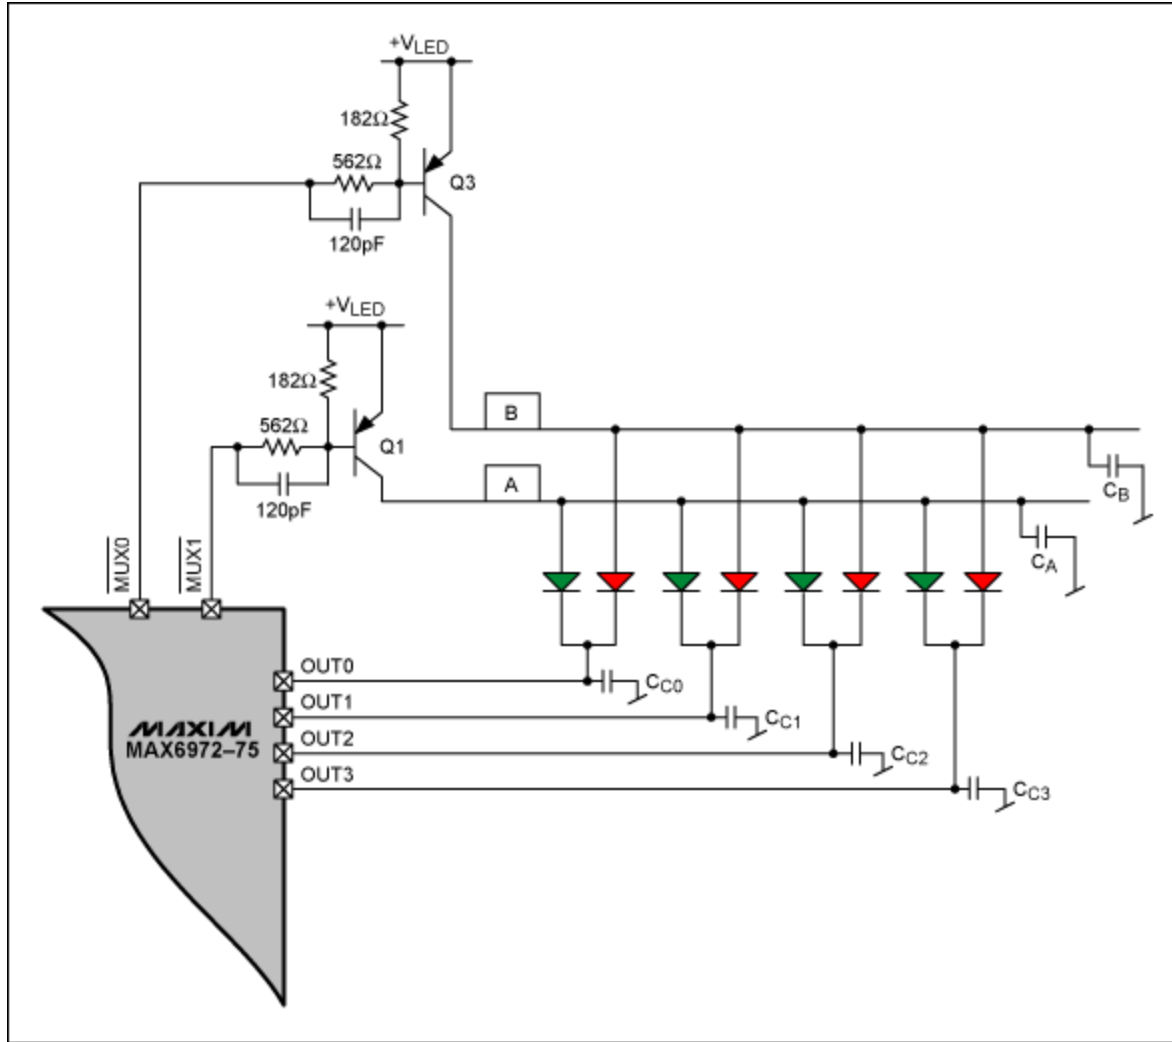 +VLED
182Ω
562Ω
Q3
120pF
+VLED
182Ω
562Ω
Q1
120pF
B
A
CB
CA
MUX0
MUX1
OUT0
CC0
OUT1
CC1
MAXIM
MAX6972–75
OUT2
CC2
OUT3
CC3